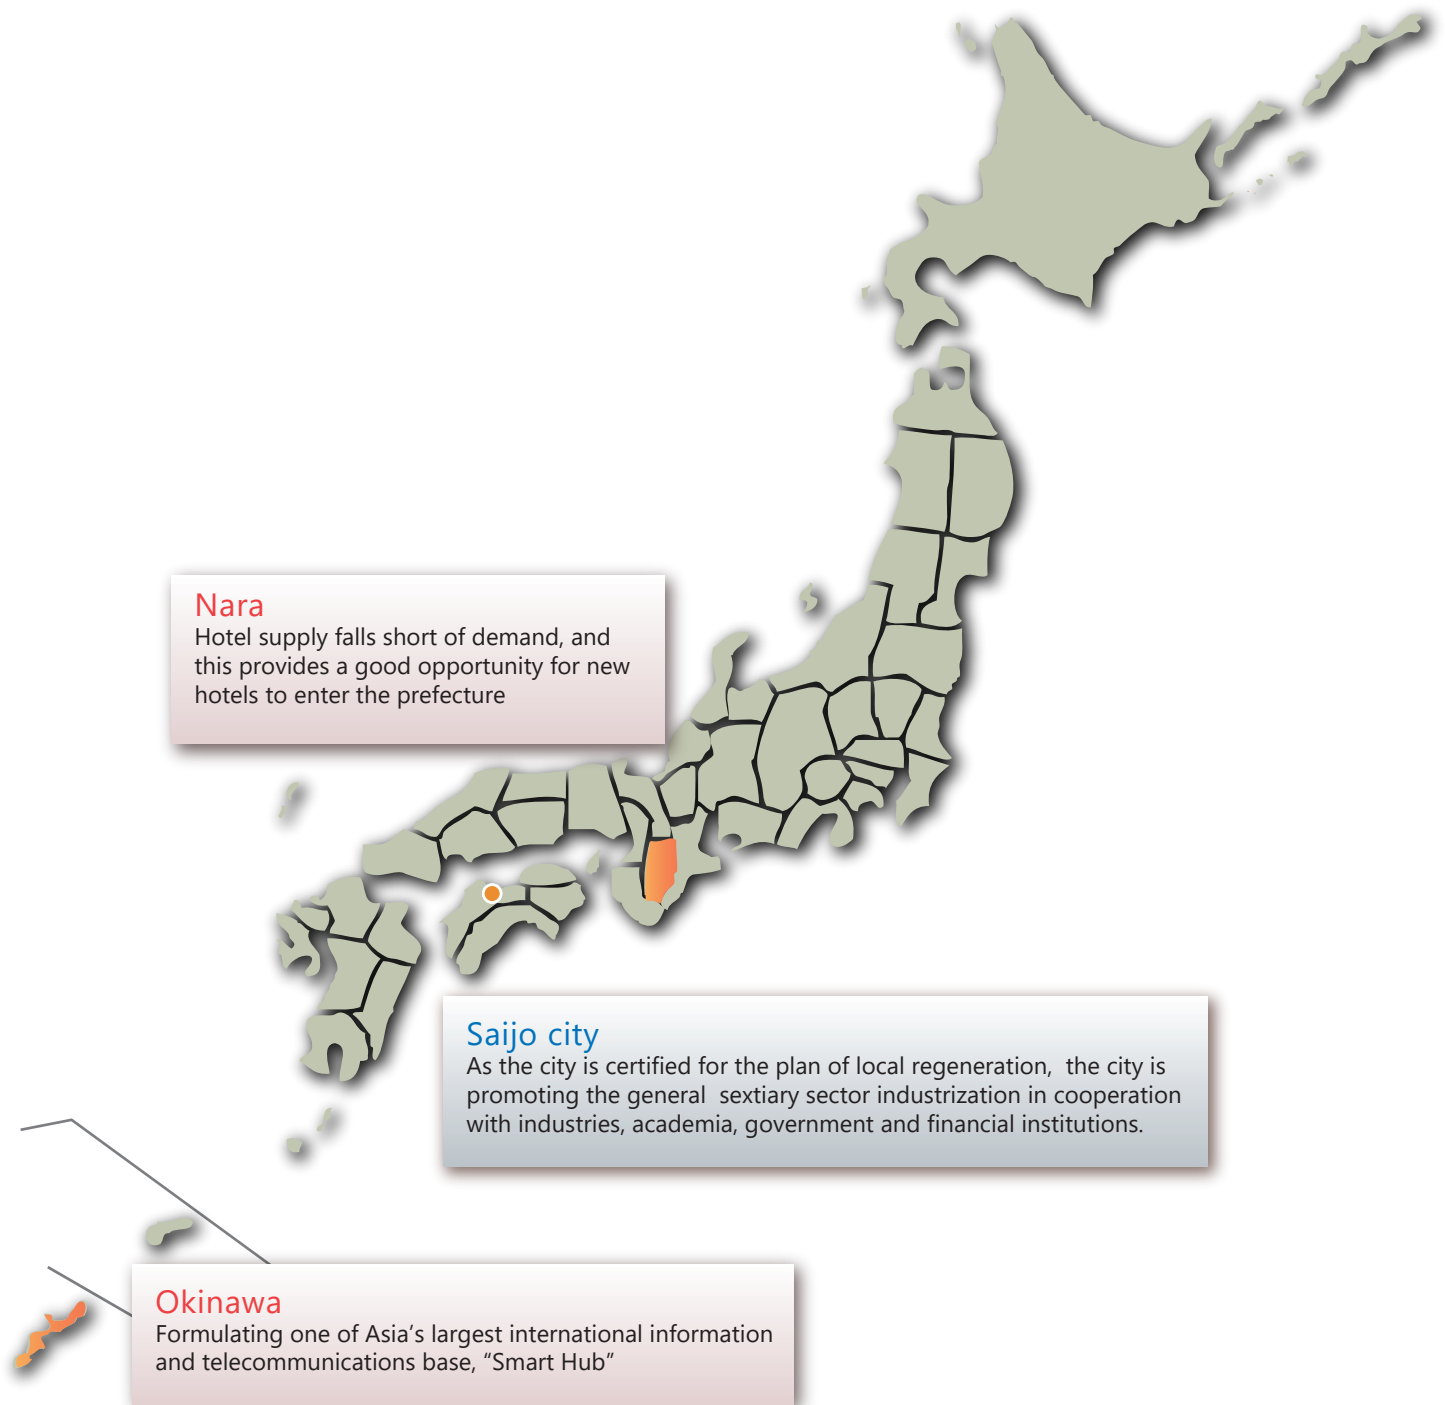 Nara
Hotel supply falls short of demand, and
this provides a good opportunity for new
hotels to enter the prefecture
Saijo city
As the city is certified for the plan of local regeneration,  the city is
promoting the general  sextiary sector industrization in cooperation
with industries, academia, government and financial institutions.
Okinawa
Formulating one of Asia’s largest international information
and telecommunications base, “Smart Hub”